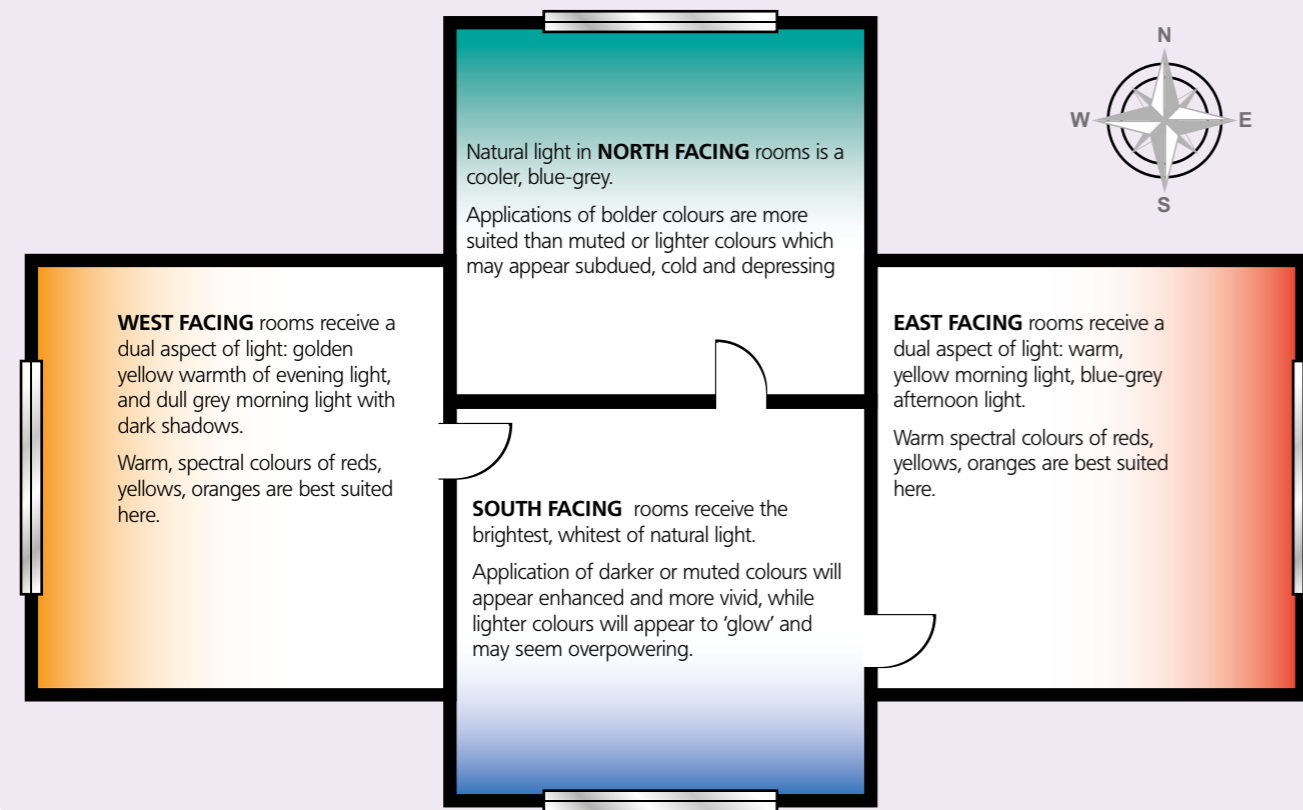 N
W
E
S
Natural light in NORTH FACING rooms is a
cooler, blue-grey.
Applications of bolder colours are more
suited than muted or lighter colours which
may appear subdued, cold and depressing
WEST FACING rooms receive a
dual aspect of light: golden
yellow warmth of evening light,
and dull grey morning light with
dark shadows.
Warm, spectral colours of reds,
yellows, oranges are best suited
here.
EAST FACING rooms receive a
dual aspect of light: warm,
yellow morning light, blue-grey
afternoon light.
Warm spectral colours of reds,
yellows, oranges are best suited
here.
SOUTH FACING rooms receive the
brightest, whitest of natural light.
Application of darker or muted colours will
appear enhanced and more vivid, while
lighter colours will appear to ‘glow’ and
may seem overpowering.